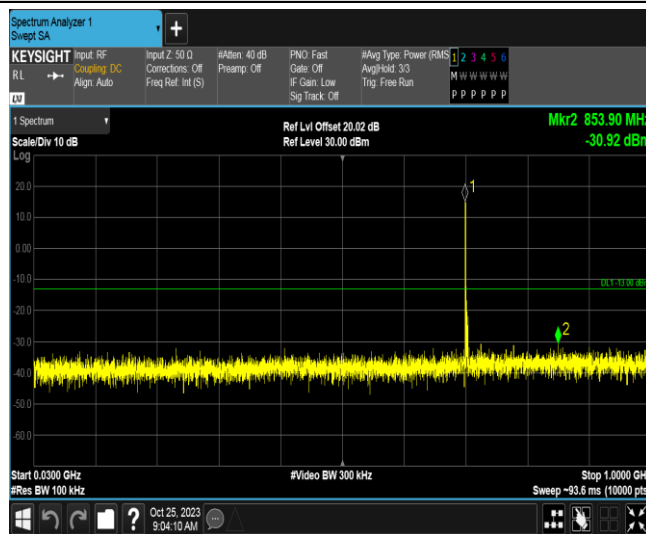 Spectrum Analyzer 1
Swept SA
+
KEYSIGHT Input: RF Input Z: 50 Ω #Atten: 40 dB PNO: Fast #Avg Type: Power (RMS 1 2 3 4 5 6
RL Coupling: DC Corrections: Off Preamp: Off Gate: Off Avg|Hold: 3/3 M W W W W W
Align: Auto Freq Ref: Int (S) IF Gain: Low Trig: Free Run
LXI Sig Track: Off P P P P P P
1 Spectrum Ref Lvl Offset 20.02 dB Mkr2 853.90 MHz
Scale/Div 10 dB Ref Level 30.00 dBm -30.92 dBm
Log
1
20.0
10.0
0.00
-10.0
DL1 -13.00 dBm
-20.0
2
-30.0
-40.0
-50.0
-60.0
Start 0.0300 GHz #Video BW 300 kHz Stop 1.0000 GHz
#Res BW 100 kHz Sweep ~93.6 ms (10000 pts
? Oct 25, 2023
9:04:10 AM